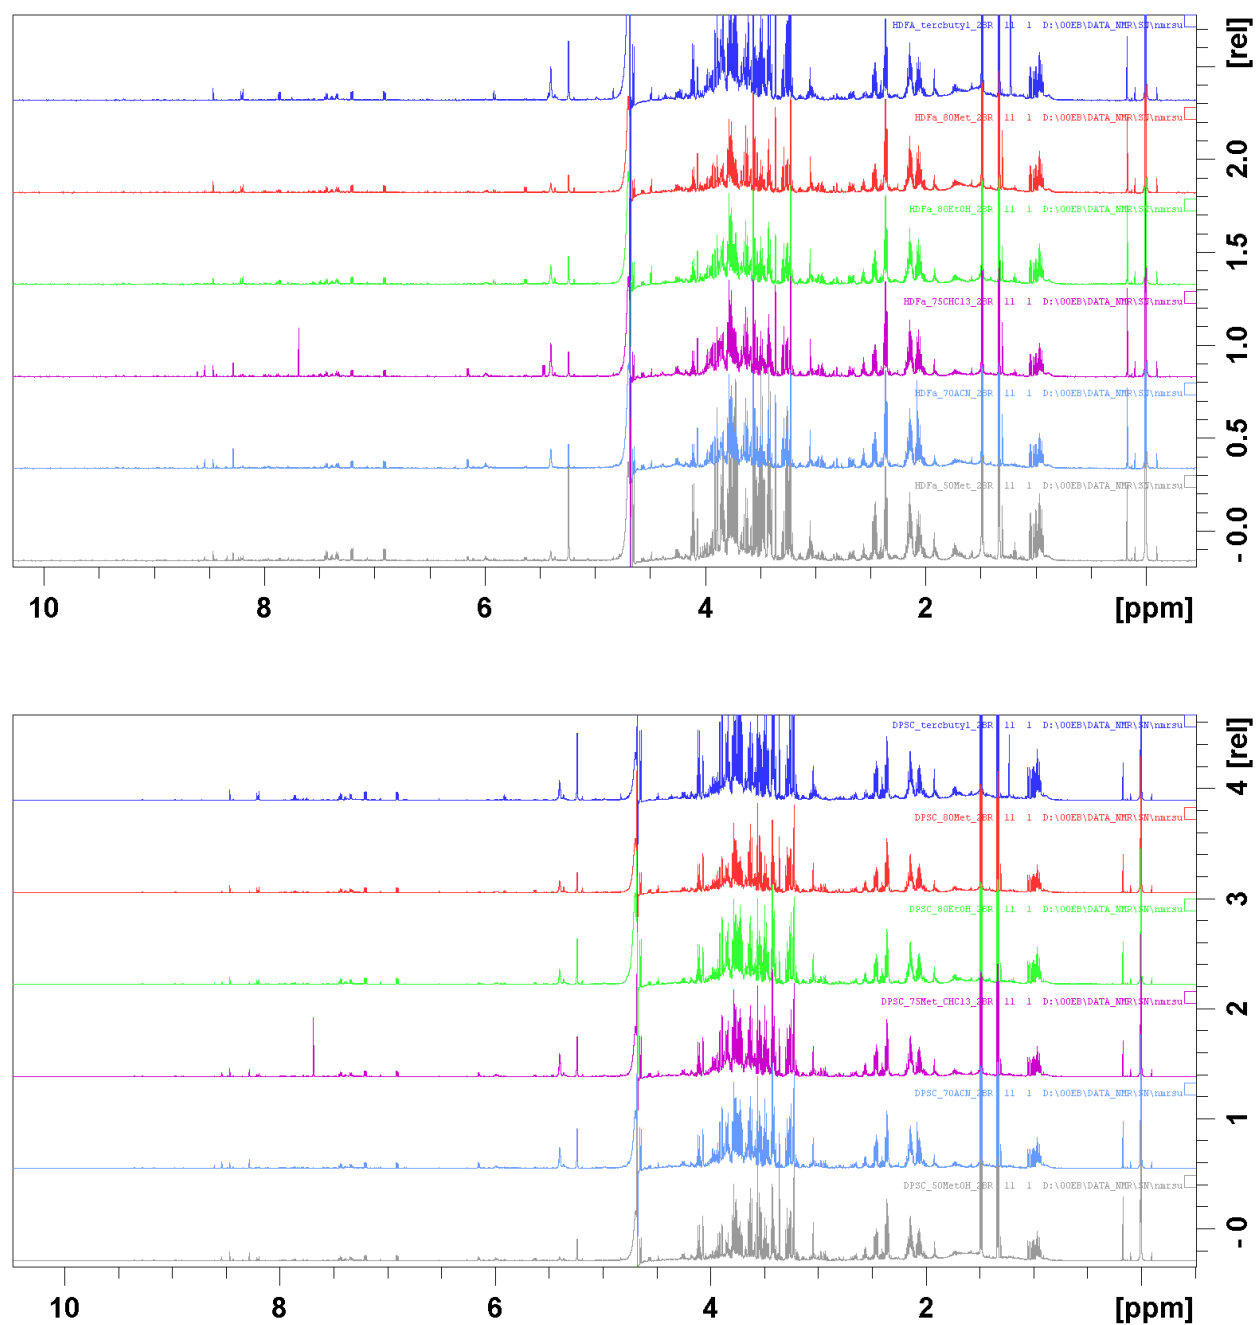 HDFA_tercbutyl_2BR 11 1 D:\00EB\DATA_NMR\SN\nmrsu
[rel]
HDFa_80Met_2BR 11 1 D:\00EB\DATA_NMR\SN\nmrsu
2.0
HDFa_80EtOH_2BR 11 1 D:\00EB\DATA_NMR\SN\nmrsu
1.5
HDFa_75CHCl3_2BR 11 1 D:\00EB\DATA_NMR\SN\nmrsu
1.0
HDFa_70ACN_2BR 11 1 D:\00EB\DATA_NMR\SN\nmrsu
0.5
HDFa_50Met_2BR 11 1 D:\00EB\DATA_NMR\SN\nmrsu
- 0.0
10 8 6 4 2 [ppm]
DPSC_tercbutyl_2BR 11 1 D:\00EB\DATA_NMR\SN\nmrsu
[rel]
4
DPSC_80Met_2BR 11 1 D:\00EB\DATA_NMR\SN\nmrsu
3
DPSC_80EtOH_2BR 11 1 D:\00EB\DATA_NMR\SN\nmrsu
2
DPSC_75Met_CHCl3_2BR 11 1 D:\00EB\DATA_NMR\SN\nmrsu
DPSC_70ACN_2BR 11 1 D:\00EB\DATA_NMR\SN\nmrsu
1
DPSC_50MetOH_2BR 11 1 D:\00EB\DATA_NMR\SN\nmrsu
- 0
10 8 6 4 2 [ppm]